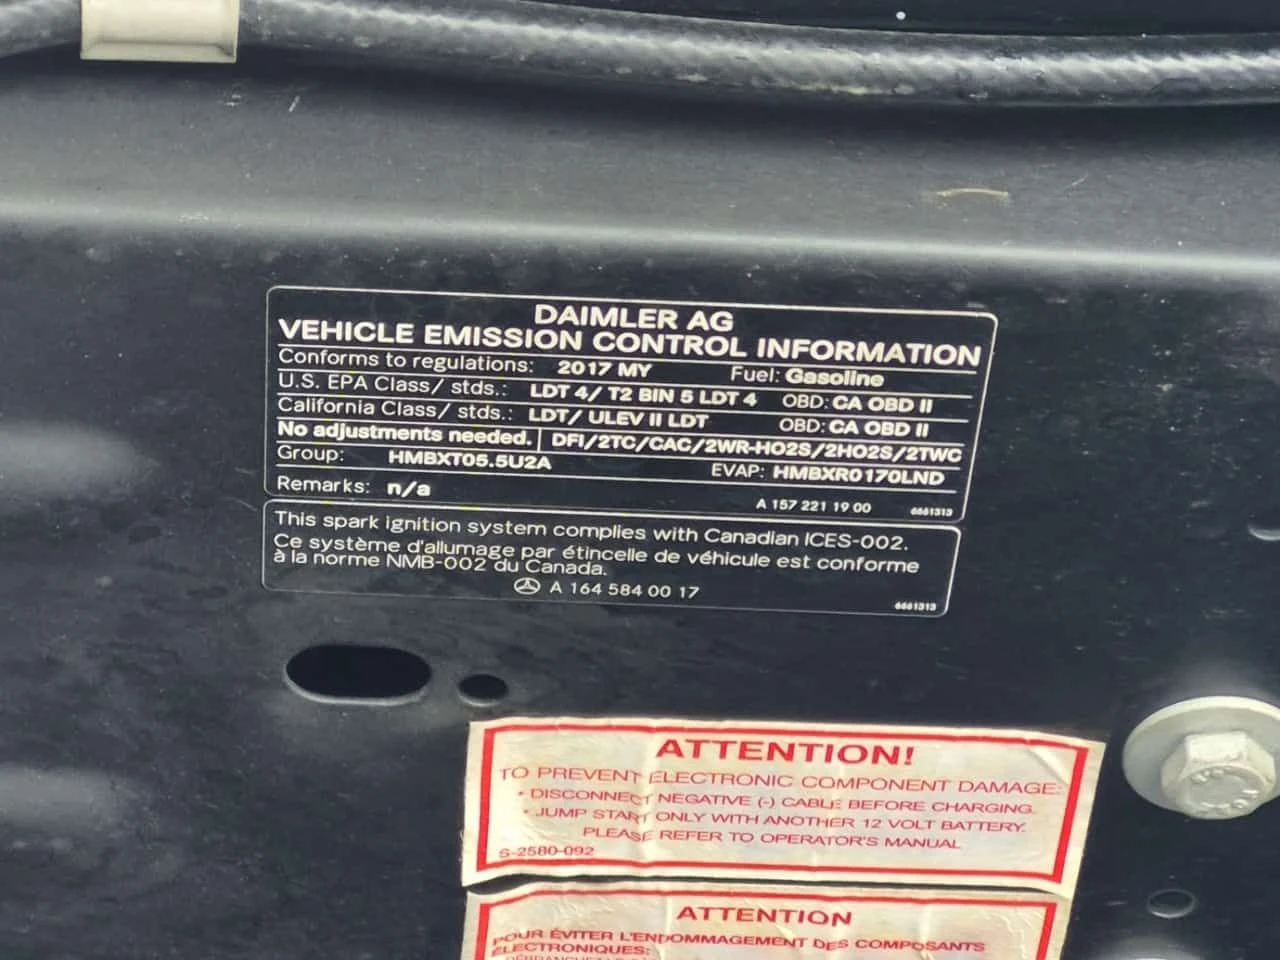 DAIMLER AG
VEHICLE EMISSION CONTROL INFORMATION
Conforms to regulations: 2017 MY Fuel: Gasoline
U.S. EPA Class/ stds.: LDT 4/ T2 BIN 5 LDT 4 OBD: CA OBD II
California Class/ stds.: LDT/ ULEV II LDT OBD: CA OBD II
No adjustments needed. DFI/2TC/CAC/2WR-HO2S/2HO2S/2TWC
Group: HMBXT05.5U2A EVAP: HMBXR0170LND
Remarks: n/a
A 157 221 19 00 6661313
This spark ignition system complies with Canadian ICES-002.
Ce système d'allumage par étincelle de véhicule est conforme
à la norme NMB-002 du Canada.
A 164 584 00 17
6661313
ATTENTION!
TO PREVENT ELECTRONIC COMPONENT DAMAGE:
• DISCONNECT NEGATIVE (-) CABLE BEFORE CHARGING.
• JUMP START ONLY WITH ANOTHER 12 VOLT BATTERY.
PLEASE REFER TO OPERATOR'S MANUAL
S-2580-092
ATTENTION
POUR ÉVITER L'ENDOMMAGEMENT DES COMPOSANTS
ÉLECTRONIQUES: